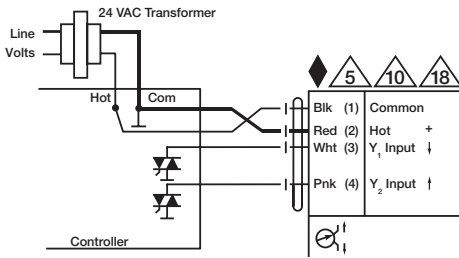 24 VAC Transformer
Line
Volts
Hot Com
5 10 18
Blk (1) Common
Red (2) Hot +
Wht (3) Y1 Input ↓
Pnk (4) Y2 Input ↑
Controller